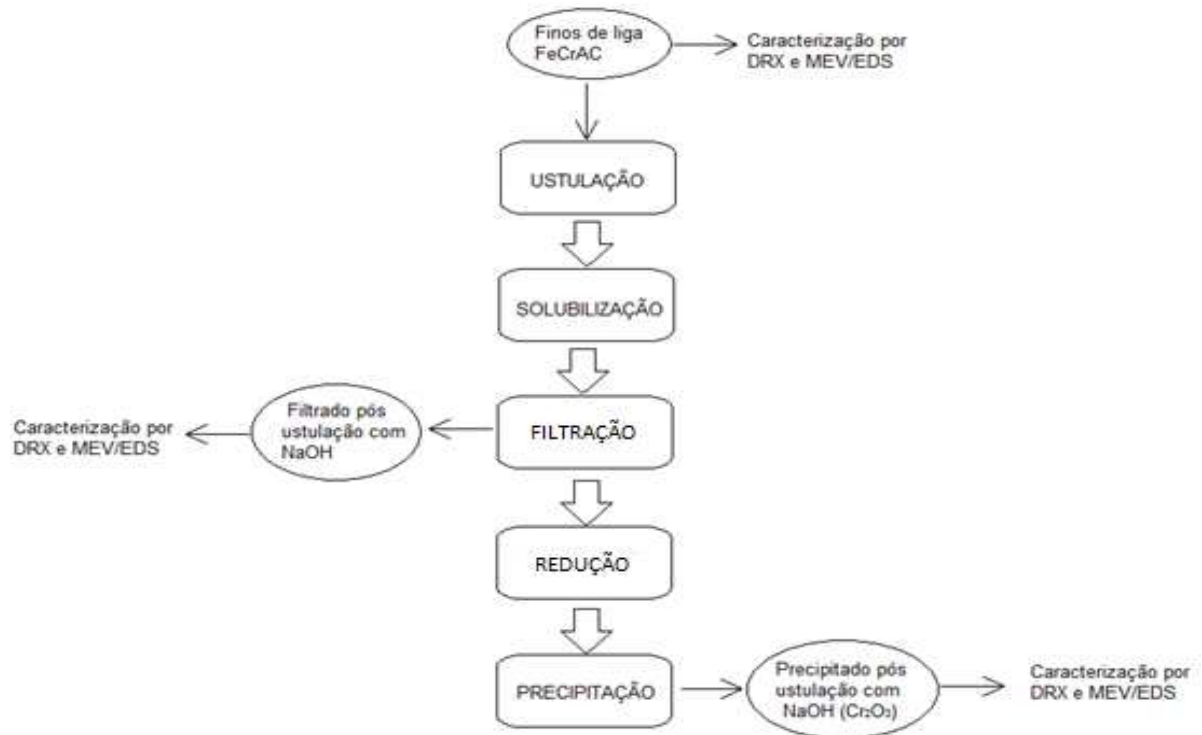 Finos de liga
FeCrAC
Caracterização por
DRX e MEV/EDS
USTULAÇÃO
SOLUBILIZAÇÃO
FILTRAÇÃO
Filtrado pós
ustulação com
NaOH
Caracterização por
DRX e MEV/EDS
REDUÇÃO
PRECIPITAÇÃO
Precipitado pós
ustulação com
NaOH (Cr₂O₃)
Caracterização por
DRX e MEV/EDS